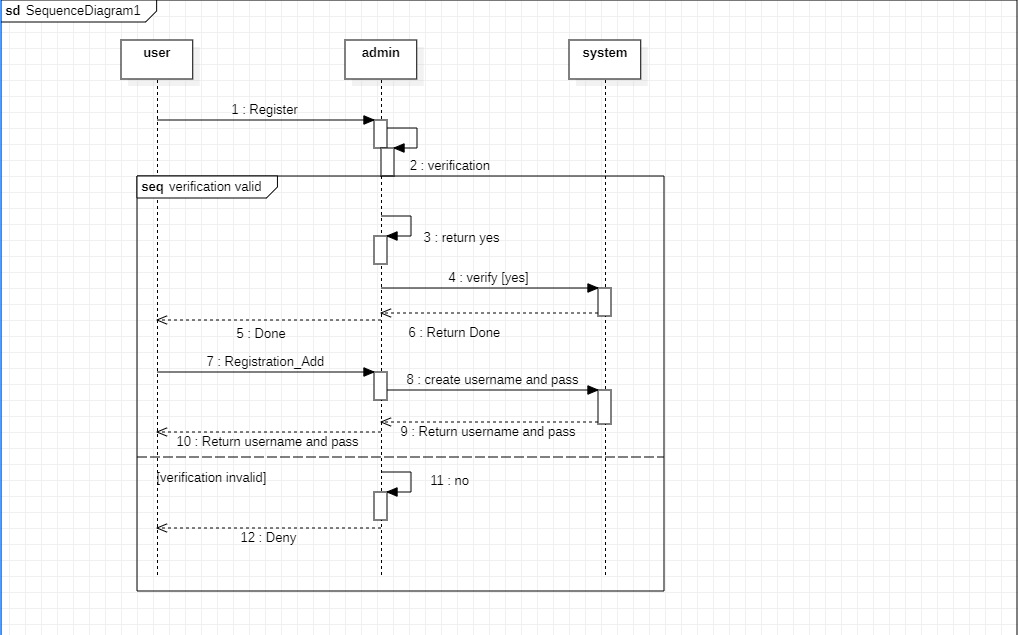 sd SequenceDiagram1
user
admin
system
1 : Register
2 : verification
seq verification valid
3 : return yes
4 : verify [yes]
5 : Done
6 : Return Done
7 : Registration_Add
8 : create username and pass
9 : Return username and pass
10 : Return username and pass
[verification invalid]
11 : no
12 : Deny